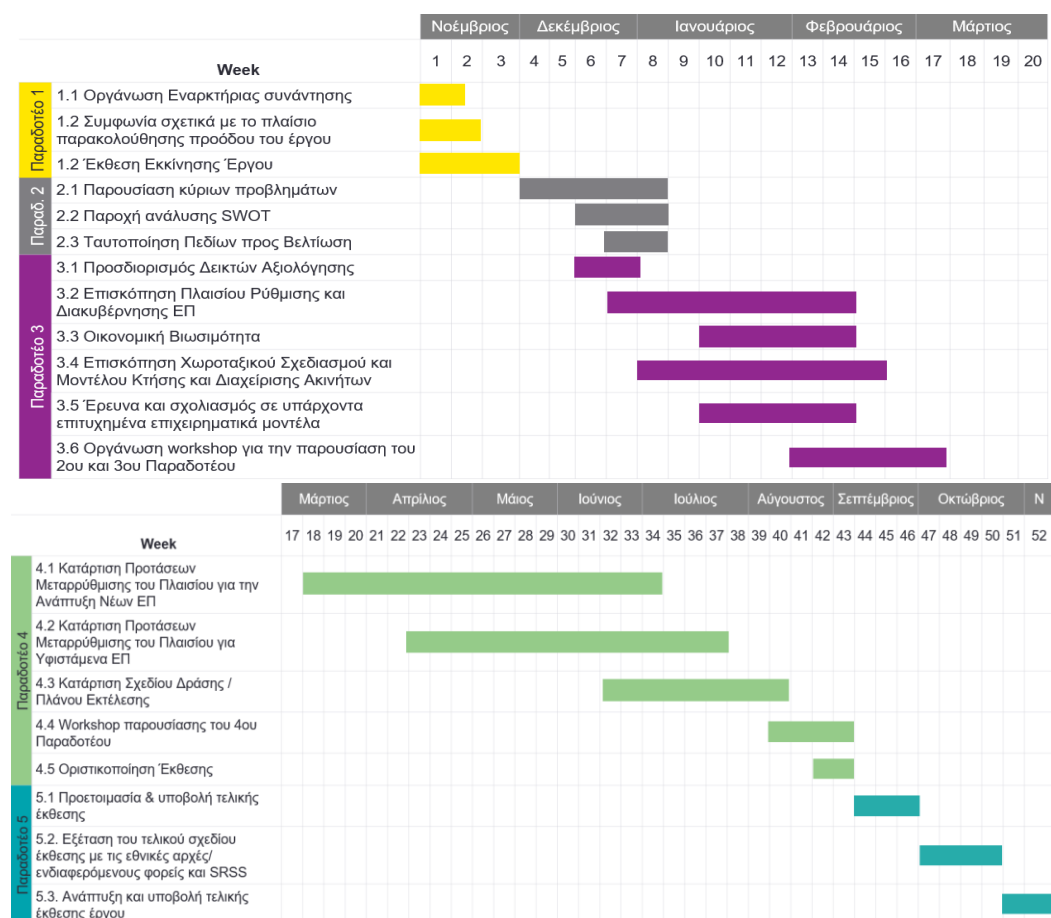 Νοέμβριος Δεκέμβριος Ιανουάριος Φεβρουάριος Μάρτιος
Week 1 2 3 4 5 6 7 8 9 10 11 12 13 14 15 16 17 18 19 20
Παραδοτέο 1
1.1 Οργάνωση Εναρκτήριας συνάντησης
1.2 Συμφωνία σχετικά με το πλαίσιο
παρακολούθησης προόδου του έργου
1.2 Έκθεση Εκκίνησης Έργου
Παραδ. 2
2.1 Παρουσίαση κύριων προβλημάτων
2.2 Παροχή ανάλυσης SWOT
2.3 Ταυτοποίηση Πεδίων προς Βελτίωση
Παραδοτέο 3
3.1 Προσδιορισμός Δεικτών Αξιολόγησης
3.2 Επισκόπηση Πλαισίου Ρύθμισης και
Διακυβέρνησης ΕΠ
3.3 Οικονομική Βιωσιμότητα
3.4 Επισκόπηση Χωροταξικού Σχεδιασμού και
Μοντέλου Κτήσης και Διαχείρισης Ακινήτων
3.5 Έρευνα και σχολιασμός σε υπάρχοντα
επιτυχημένα επιχειρηματικά μοντέλα
3.6 Οργάνωση workshop για την παρουσίαση του
2ου και 3ου Παραδοτέου
Μάρτιος Απρίλιος Μάιος Ιούνιος Ιούλιος Αύγουστος Σεπτέμβριος Οκτώβριος Ν
Week 17 18 19 20 21 22 23 24 25 26 27 28 29 30 31 32 33 34 35 36 37 38 39 40 42 43 44 45 46 47 48 49 50 51 52
Παραδοτέο 4
4.1 Κατάρτιση Προτάσεων
Μεταρρύθμισης του Πλαισίου για την
Ανάπτυξη Νέων ΕΠ
4.2 Κατάρτιση Προτάσεων
Μεταρρύθμισης του Πλαισίου για
Υφιστάμενα ΕΠ
4.3 Κατάρτιση Σχεδίου Δράσης /
Πλάνου Εκτέλεσης
4.4 Workshop παρουσίασης του 4ου
Παραδοτέου
4.5 Οριστικοποίηση Έκθεσης
Παραδοτέο 5
5.1 Προετοιμασία & υποβολή τελικής
έκθεσης
5.2. Εξέταση του τελικού σχεδίου
έκθεσης με τις εθνικές αρχές/
ενδιαφερόμενους φορείς και SRSS
5.3. Ανάπτυξη και υποβολή τελικής
έκθεσης έργου